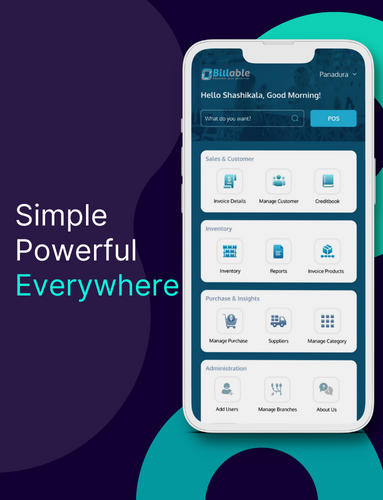 Billable
Panadura
Hello Shashikala, Good Morning!
What do you want?
POS
Sales & Customer
Invoice Details
Manage Customer
Creditbook
Simple
Powerful
Everywhere
Inventory
Inventory
Reports
Invoice Products
Purchase & Insights
Manage Purchase
Suppliers
Manage Category
Administration
Add Users
Manage Branches
About Us